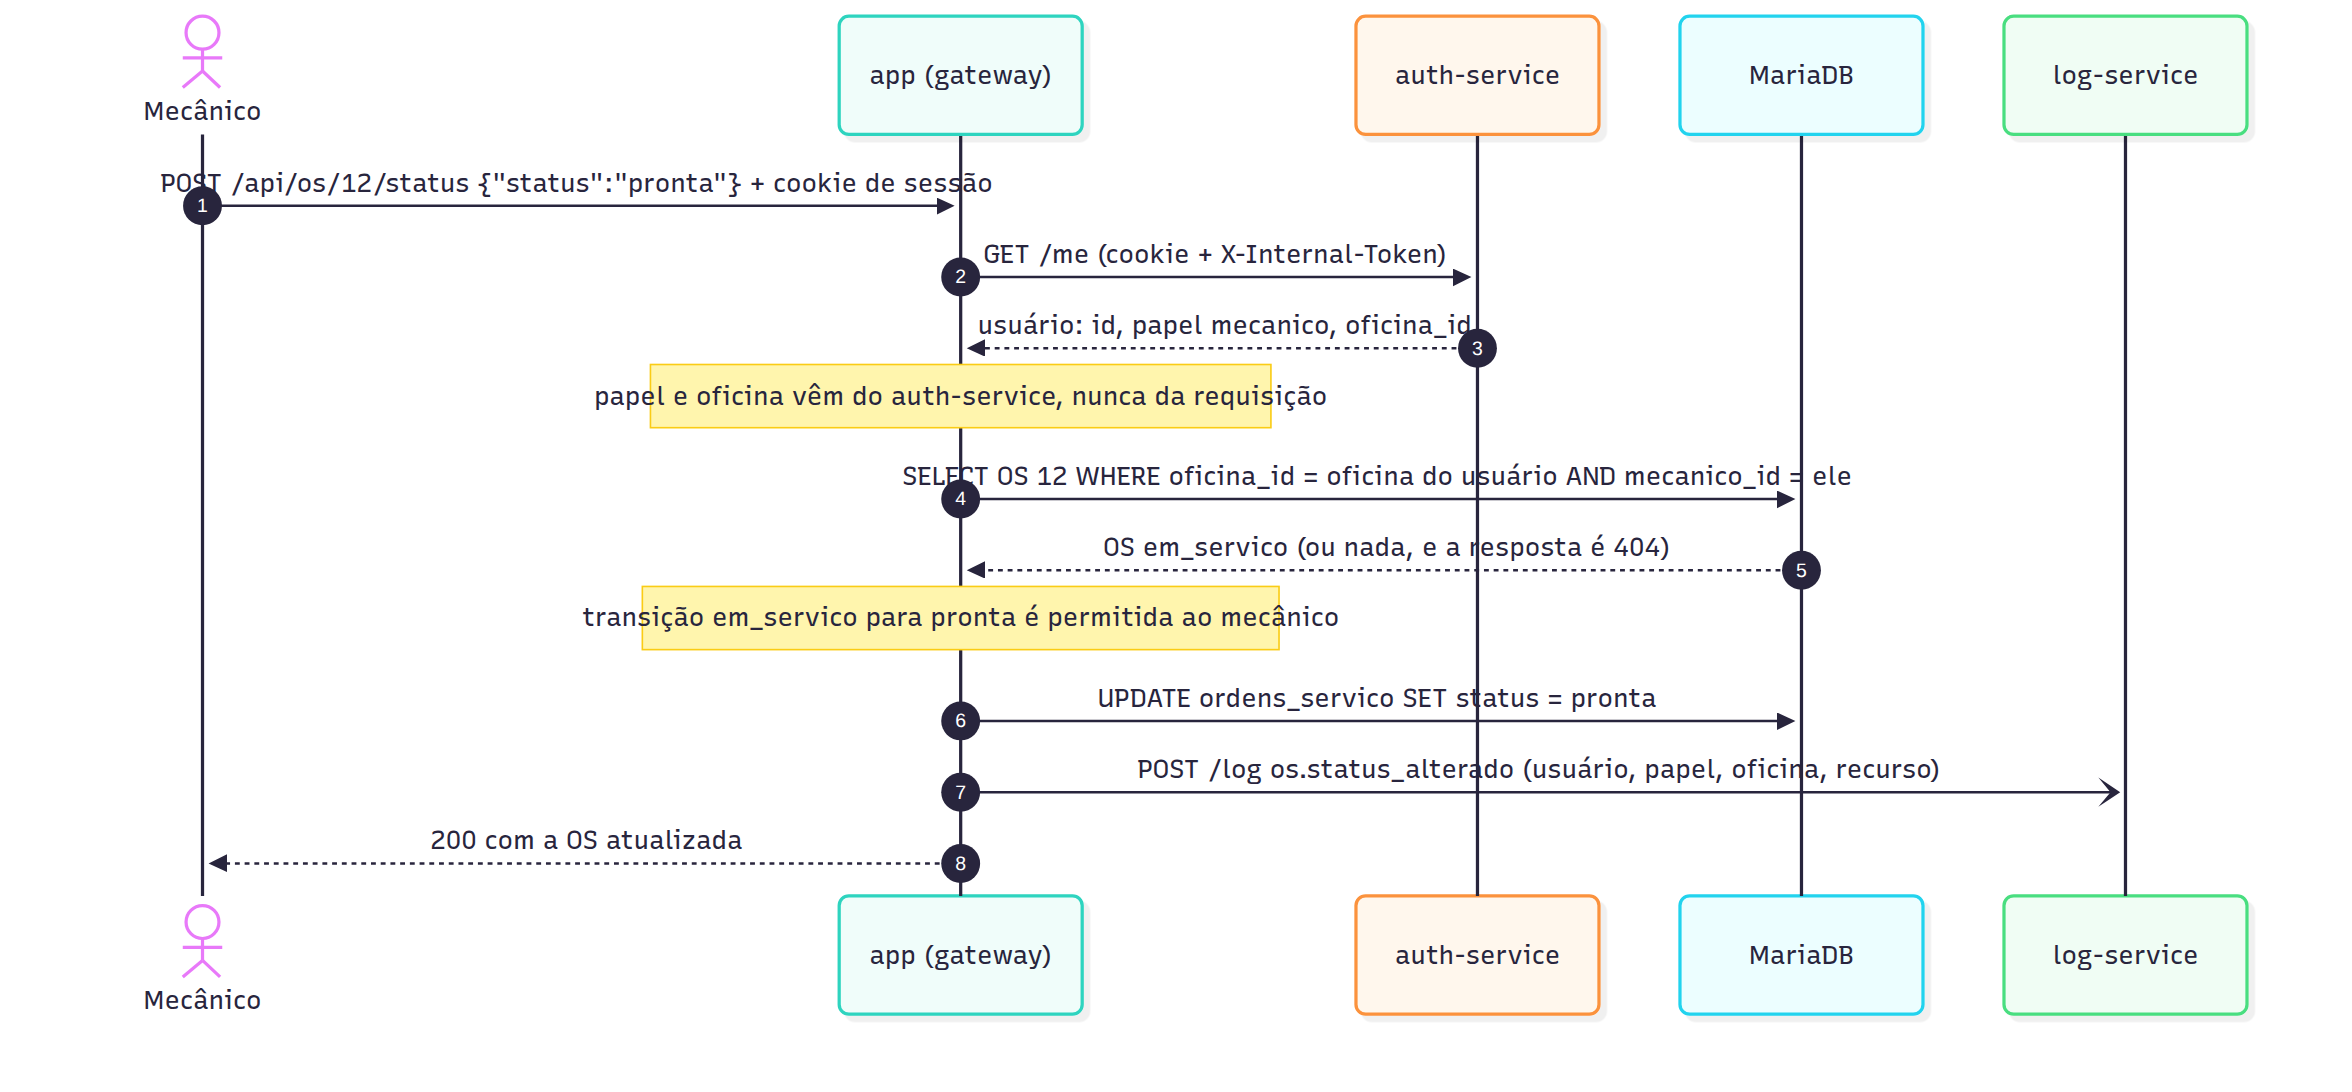 Mecânico
app (gateway)
auth-service
MariaDB
log-service
POST /api/os/12/status {"status":"pronta"} + cookie de sessão
1
GET /me (cookie + X-Internal-Token)
2
usuário: id, papel mecanico, oficina_id
3
papel e oficina vêm do auth-service, nunca da requisição
SELECT OS 12 WHERE oficina_id = oficina do usuário AND mecanico_id = ele
4
OS em_servico (ou nada, e a resposta é 404)
5
transição em_servico para pronta é permitida ao mecânico
UPDATE ordens_servico SET status = pronta
6
POST /log os.status_alterado (usuário, papel, oficina, recurso)
7
200 com a OS atualizada
8
Mecânico
app (gateway)
auth-service
MariaDB
log-service